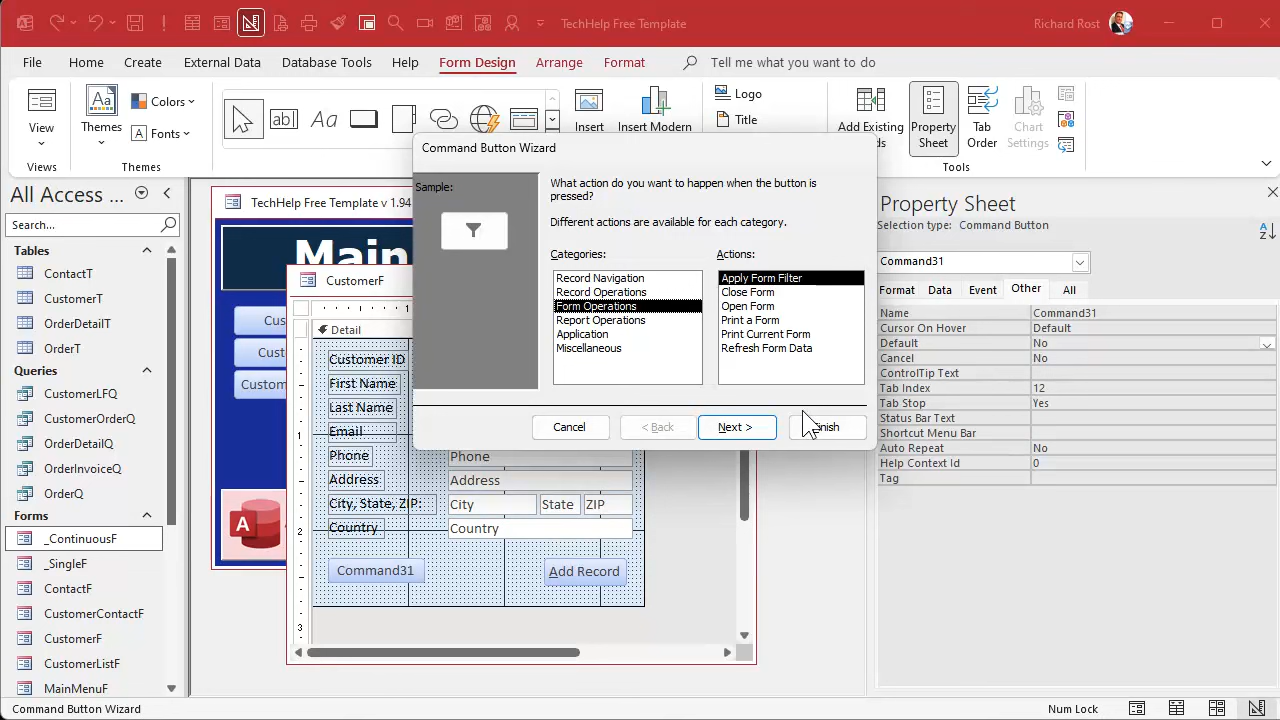 TechHelp Free Template
Richard Rost
File
Home
Create
External Data
Database Tools
Help
Form Design
Arrange
Format
Tell me what you want to do
View
Views
Aa
Themes
Colors
A Fonts
Themes
ab
Aa
Insert
Insert Modern
Logo
Title
Add Existing
Property Sheet
Tab Order
Chart Settings
Tools
All Access ...
Search...
Tables
ContactT
CustomerT
OrderDetailT
OrderT
Queries
CustomerLFQ
CustomerOrderQ
OrderDetailQ
OrderInvoiceQ
OrderQ
Forms
_ContinuousF
_SingleF
ContactF
CustomerContactF
CustomerF
CustomerListF
MainMenuF
TechHelp Free Template v 1.94
Main
A
CustomerF
1
Detail
1
2
3
Customer ID
First Name
Last Name
Email
Phone
Phone
Address
Address
City, State, ZIP:
City
State
ZIP
Country
Country
Command31
Add Record
Command Button Wizard
Sample:
What action do you want to happen when the button is
pressed?
Different actions are available for each category.
Categories:
Actions:
Record Navigation
Record Operations
Form Operations
Report Operations
Application
Miscellaneous
Apply Form Filter
Close Form
Open Form
Print a Form
Print Current Form
Refresh Form Data
Cancel
< Back
Next >
Property Sheet
Selection type: Command Button
Command31
Format
Data
Event
Other
All
Name Command31
Cursor On Hover Default
Default No
Cancel No
ControlTip Text
Tab Index 12
Tab Stop Yes
Status Bar Text
Shortcut Menu Bar
Auto Repeat No
Help Context Id 0
Tag
Command Button Wizard
Num Lock